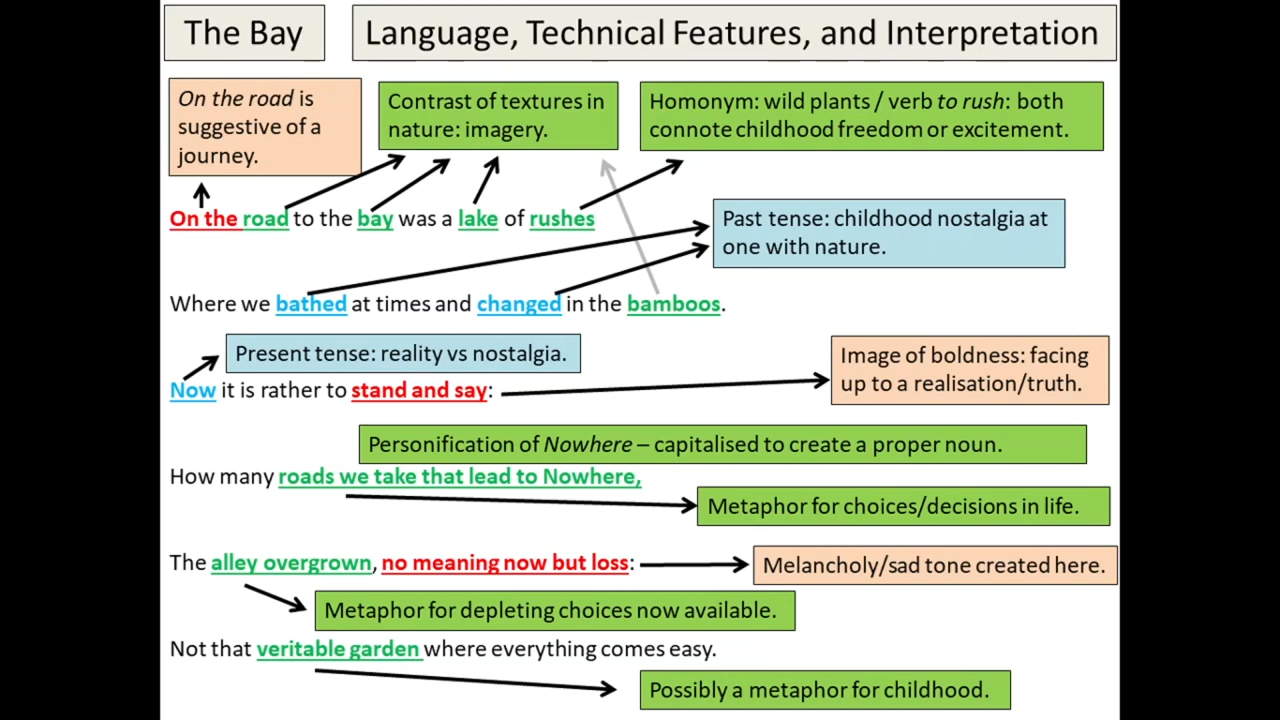 The Bay
Language, Technical Features, and Interpretation
On the road is
suggestive of a
journey.
Contrast of textures in
nature: imagery.
Homonym: wild plants / verb to rush: both
connote childhood freedom or excitement.
On the road to the bay was a lake of rushes
Past tense: childhood nostalgia at
one with nature.
Where we bathed at times and changed in the bamboos.
Present tense: reality vs nostalgia.
Image of boldness: facing
up to a realisation/truth.
Now it is rather to stand and say:
Personification of Nowhere – capitalised to create a proper noun.
How many roads we take that lead to Nowhere,
Metaphor for choices/decisions in life.
The alley overgrown, no meaning now but loss:
Melancholy/sad tone created here.
Metaphor for depleting choices now available.
Not that veritable garden where everything comes easy.
Possibly a metaphor for childhood.